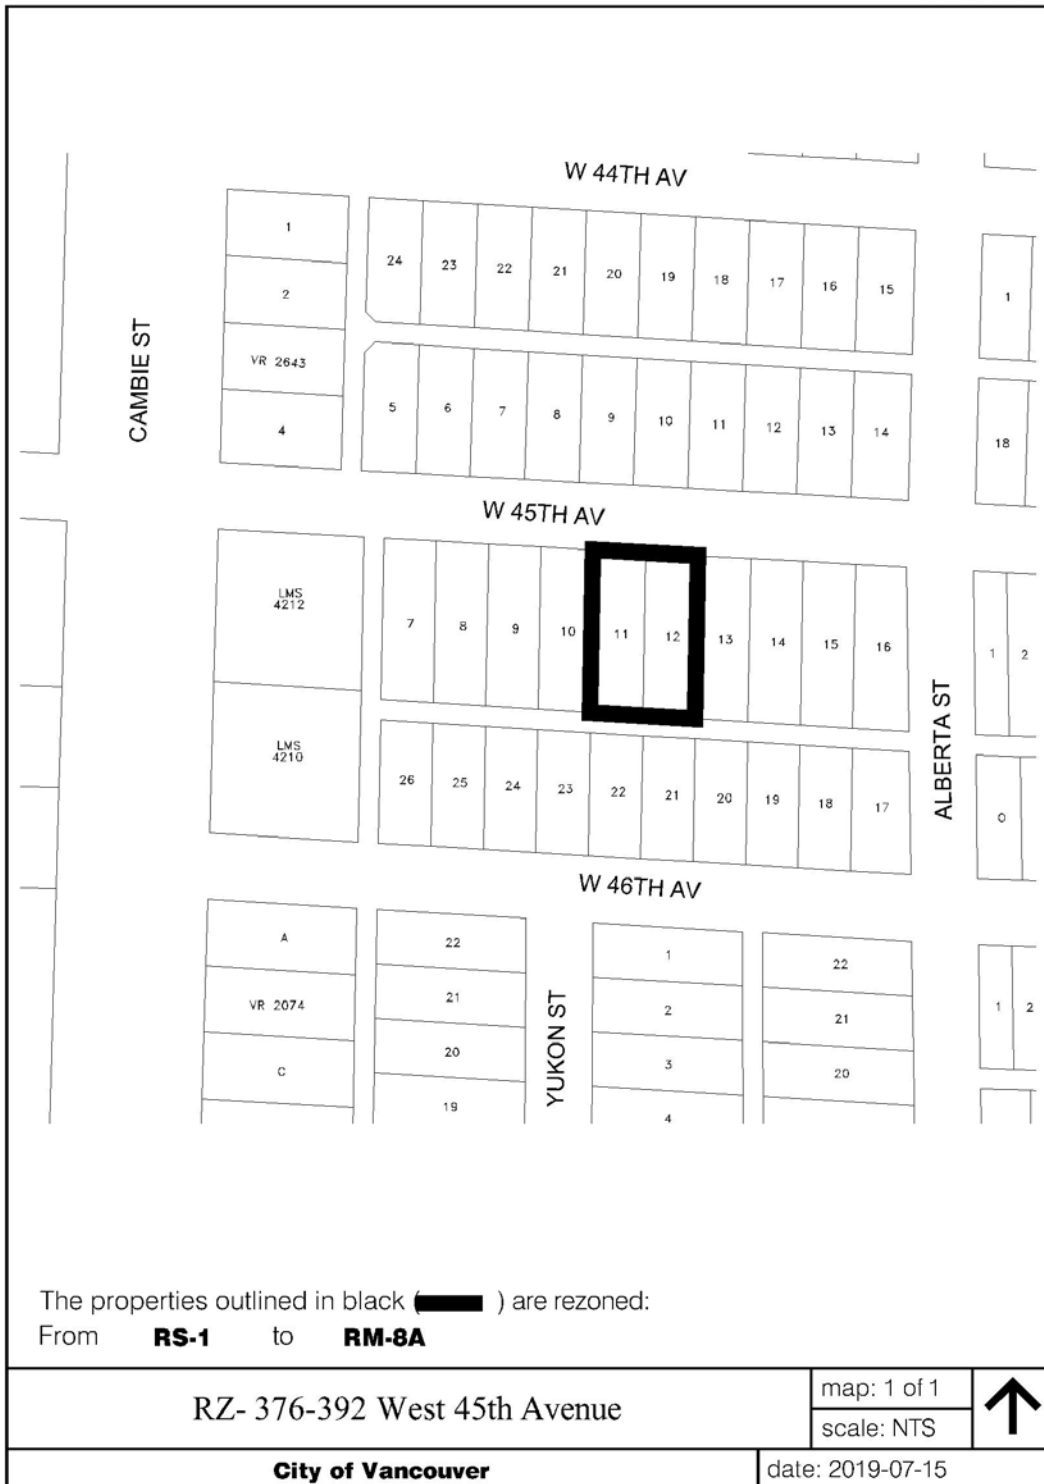 W 44TH AV
1
24 23 22 21 20 19 18 17 16 15
1
2
CAMBIE ST
VR 2643
4
5 6 7 8 9 10 11 12 13 14
18
W 45TH AV
LMS
4212
7 8 9 10 11 12 13 14 15 16
1 2
LMS
4210
26 25 24 23 22 21 20 19 18 17
ALBERTA ST
0
W 46TH AV
A
22
1
22
VR 2074
21
2
21
1 2
C
20
3
20
YUKON ST
19
4
The properties outlined in black ( ) are rezoned:
From RS-1 to RM-8A
RZ- 376-392 West 45th Avenue
map: 1 of 1
scale: NTS
City of Vancouver
date: 2019-07-15